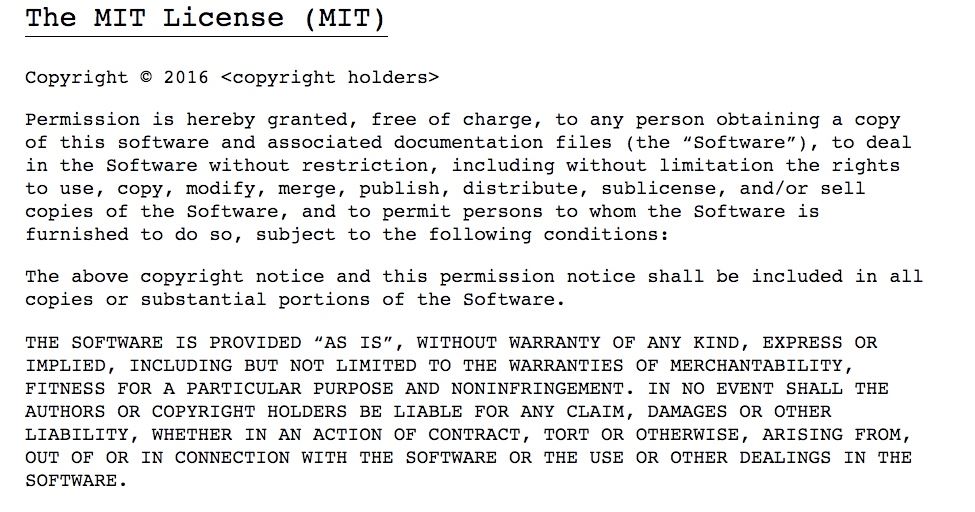 The MIT License (MIT)
Copyright © 2016 <copyright holders>
Permission is hereby granted, free of charge, to any person obtaining a copy
of this software and associated documentation files (the “Software”), to deal
in the Software without restriction, including without limitation the rights
to use, copy, modify, merge, publish, distribute, sublicense, and/or sell
copies of the Software, and to permit persons to whom the Software is
furnished to do so, subject to the following conditions:
The above copyright notice and this permission notice shall be included in all
copies or substantial portions of the Software.
THE SOFTWARE IS PROVIDED “AS IS”, WITHOUT WARRANTY OF ANY KIND, EXPRESS OR
IMPLIED, INCLUDING BUT NOT LIMITED TO THE WARRANTIES OF MERCHANTABILITY,
FITNESS FOR A PARTICULAR PURPOSE AND NONINFRINGEMENT. IN NO EVENT SHALL THE
AUTHORS OR COPYRIGHT HOLDERS BE LIABLE FOR ANY CLAIM, DAMAGES OR OTHER
LIABILITY, WHETHER IN AN ACTION OF CONTRACT, TORT OR OTHERWISE, ARISING FROM,
OUT OF OR IN CONNECTION WITH THE SOFTWARE OR THE USE OR OTHER DEALINGS IN THE
SOFTWARE.